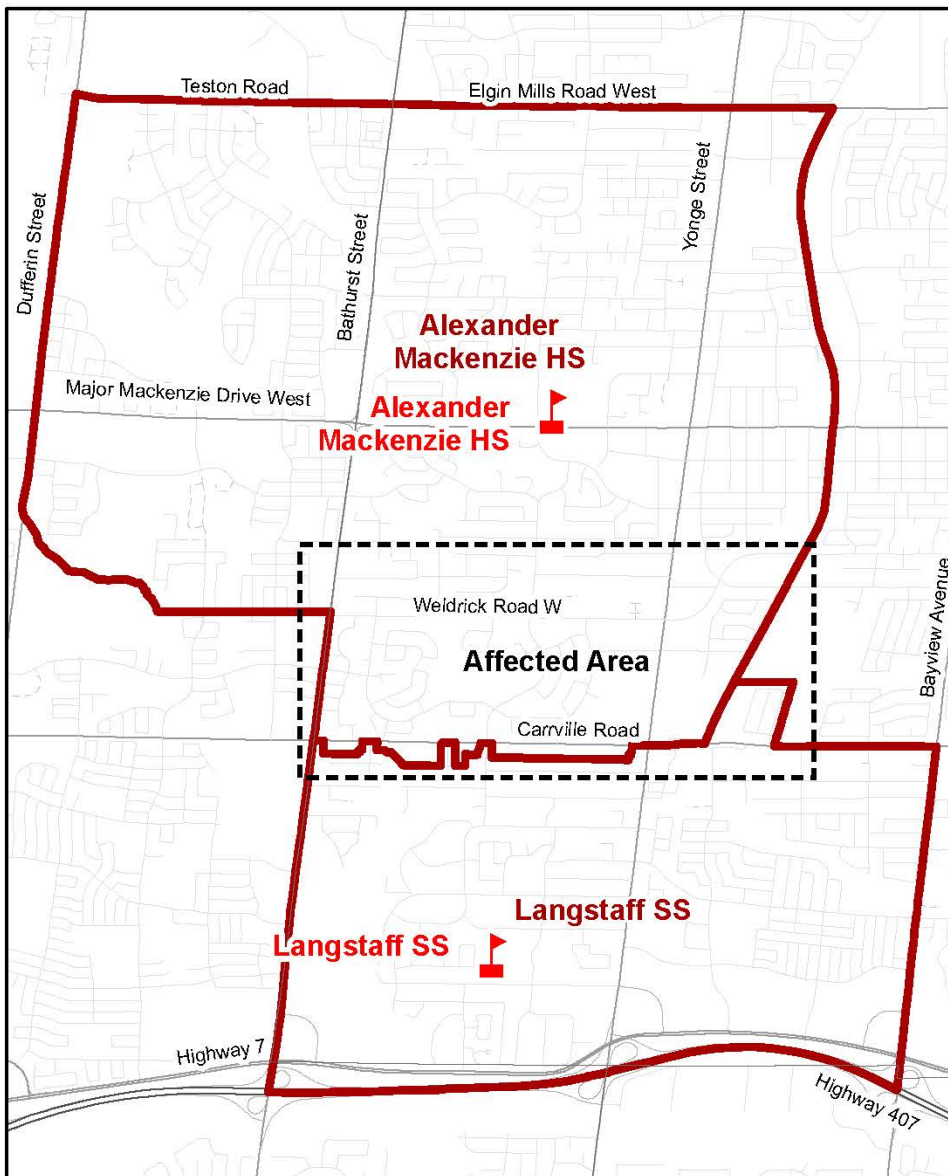 Teston Road
Elgin Mills Road West
Dufferin Street
Bathurst Street
Yonge Street
Alexander
Mackenzie HS
Major Mackenzie Drive West
Alexander
Mackenzie HS
Weldrick Road W
Affected Area
Bayview Avenue
Carrville Road
Langstaff SS
Langstaff SS
Highway 7
Highway 407